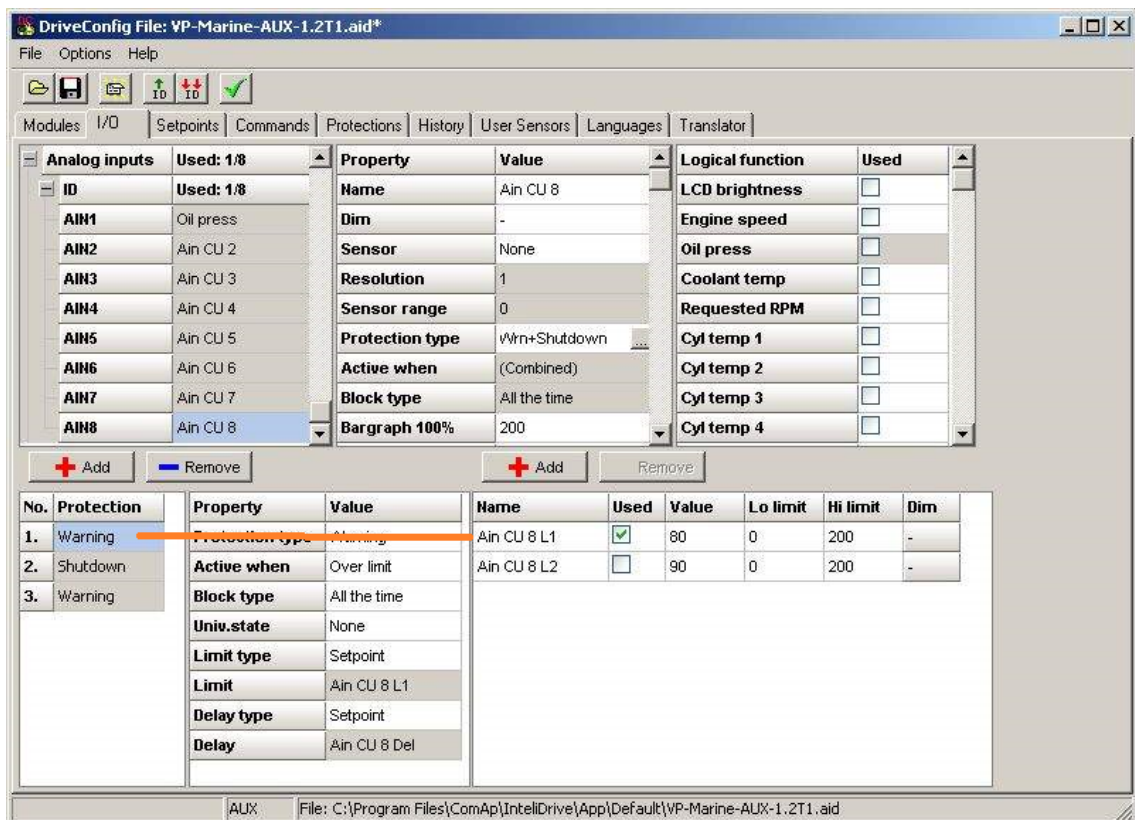 DriveConfig File: VP-Marine-AUX-1.2T1.aid*
File Options Help
ID ID
Modules I/O Setpoints Commands Protections History User Sensors Languages Translator
Analog inputs Used: 1/8 Property Value Logical function Used
ID Used: 1/8 Name Ain CU 8 LCD brightness
AIN1 Oil press Dim - Engine speed
AIN2 Ain CU 2 Sensor None Oil press
AIN3 Ain CU 3 Resolution 1 Coolant temp
AIN4 Ain CU 4 Sensor range 0 Requested RPM
AIN5 Ain CU 5 Protection type Wrn+Shutdown ... Cyl temp 1
AIN6 Ain CU 6 Active when (Combined) Cyl temp 2
AIN7 Ain CU 7 Block type All the time Cyl temp 3
AIN8 Ain CU 8 Bargraph 100% 200 Cyl temp 4
Add Remove Add Remove
No. Protection Property Value Name Used Value Lo limit Hi limit Dim
1. Warning Protection type Warning Ain CU 8 L1 80 0 200 -
2. Shutdown Active when Over limit Ain CU 8 L2 90 0 200 -
3. Warning Block type All the time
Univ.state None
Limit type Setpoint
Limit Ain CU 8 L1
Delay type Setpoint
Delay Ain CU 8 Del
AUX File: C:\Program Files\ComAp\InteliDrive\App\Default\VP-Marine-AUX-1.2T1.aid